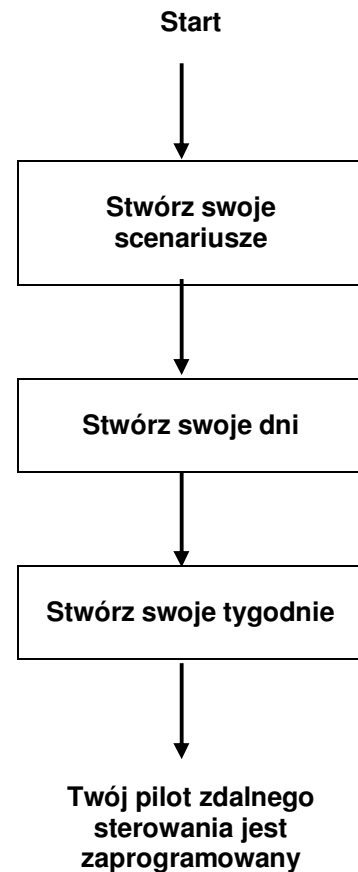 Start
Stwórz swoje
scenariusze
Stwórz swoje dni
Stwórz swoje tygodnie
Twój pilot zdalnego
sterowania jest
zaprogramowany